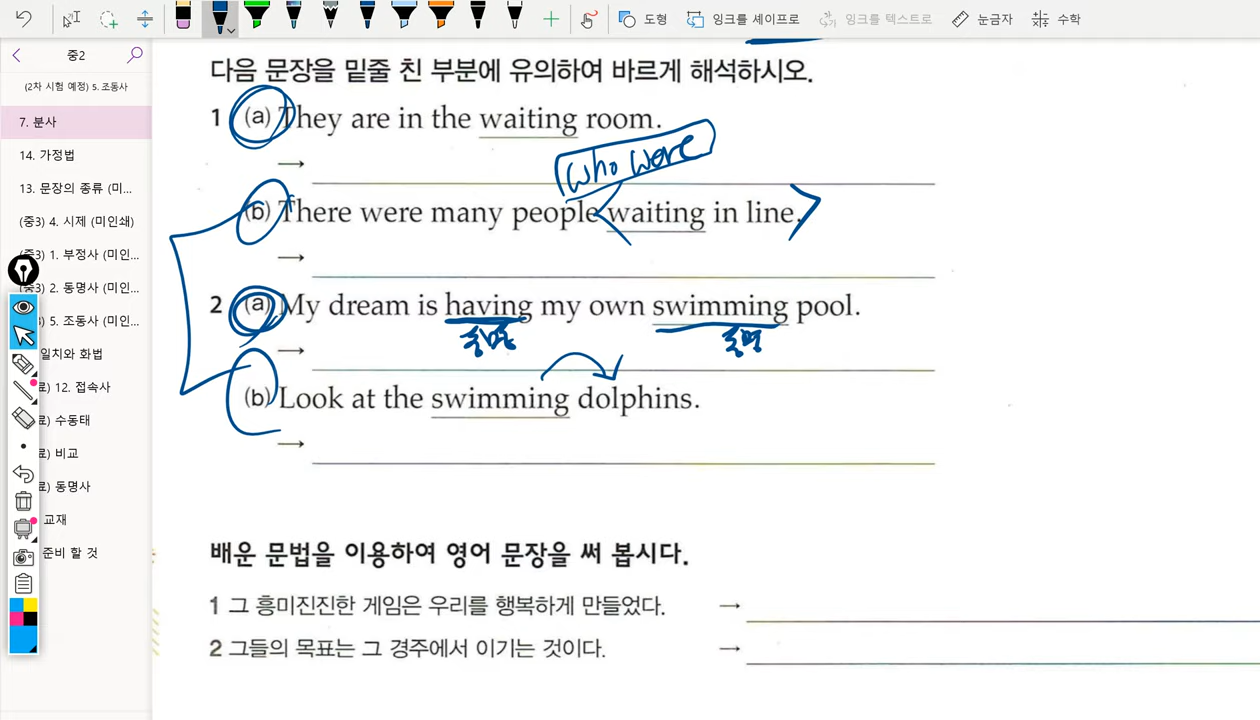 도형
잉크를 셰이프로
잉크를 텍스트로
눈금자
수학
중2
(2차 시험 예정) 5. 조동사
7. 분사
14. 가정법
13. 문장의 종류 (미...
(중3) 4. 시제 (미인쇄)
1. 부정사 (미인...
2. 동명사 (미인...
5. 조동사 (미인...
일치와 화법
12. 접속사
수동태
비교
동명사
교재
준비 할 것
다음 문장을 밑줄 친 부분에 유의하여 바르게 해석하시오.
1 (a) They are in the waiting room.
→
who were
(b) There were many people < waiting in line. >
→
2 (a) My dream is having my own swimming pool.
동명 동명
→
(b) Look at the swimming dolphins.
→
배운 문법을 이용하여 영어 문장을 써 봅시다.
1 그 흥미진진한 게임은 우리를 행복하게 만들었다. →
2 그들의 목표는 그 경주에서 이기는 것이다. →